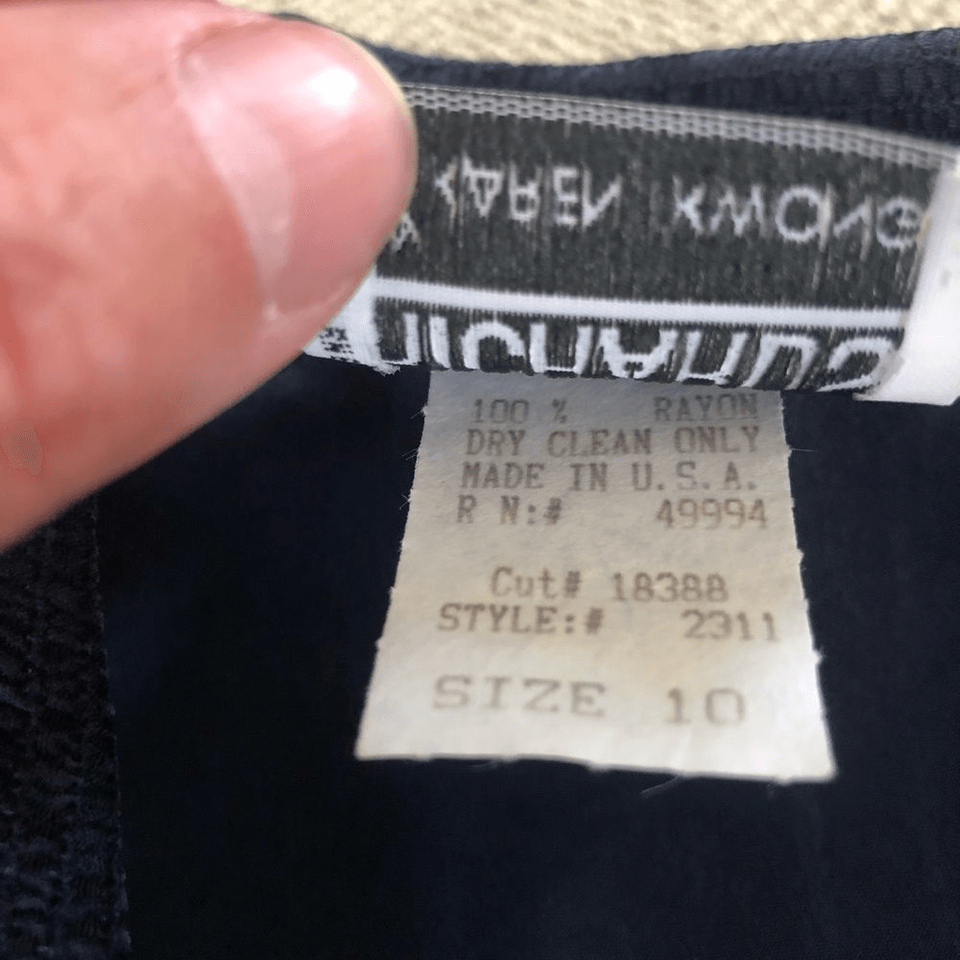 KAREN KWONG
100 % RAYON
DRY CLEAN ONLY
MADE IN U.S.A.
R N:# 49994
Cut# 18388
STYLE:# 2311
SIZE 10